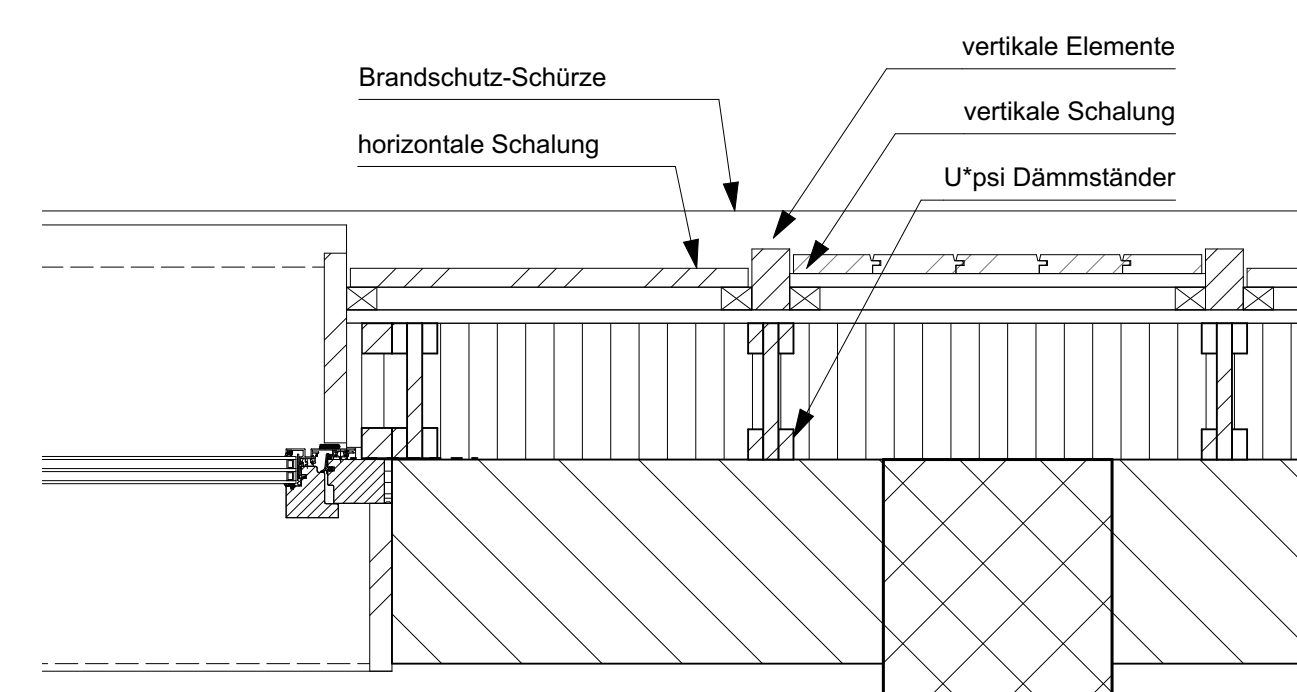 vertikale Elemente
Brandschutz-Schürze
vertikale Schalung
horizontale Schalung
U*psi Dämmständer